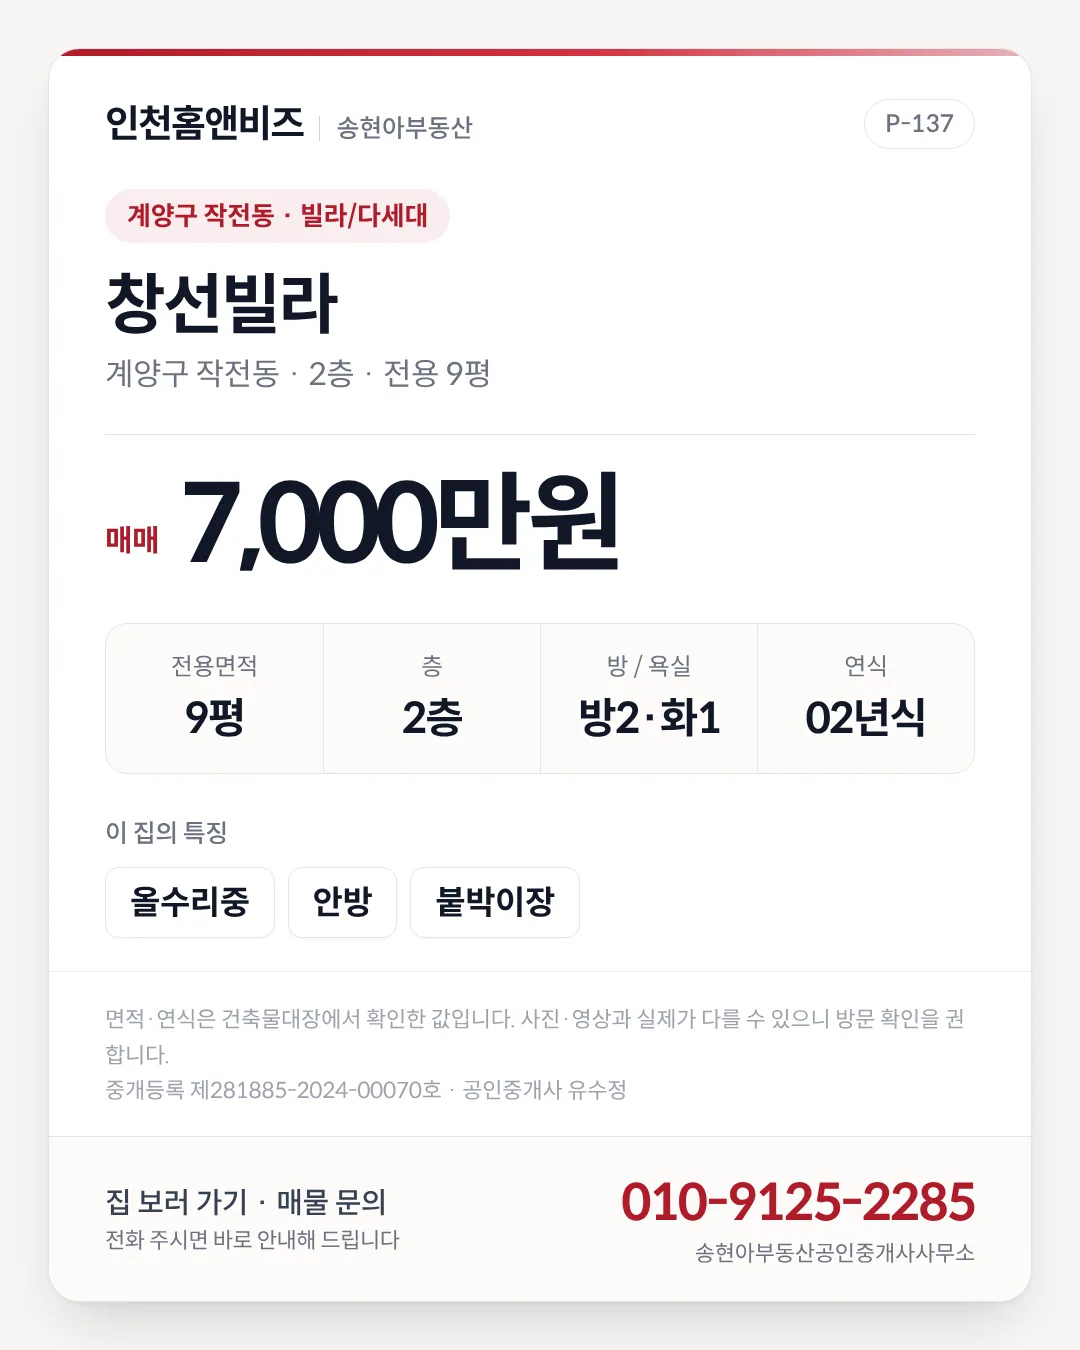 인천홈앤비즈 | 송현아부동산
P-137
계양구 작전동 · 빌라/다세대
창선빌라
계양구 작전동 · 2층 · 전용 9평
매매 7,000만원
전용면적
9평
층
2층
방 / 욕실
방2·화1
연식
02년식
이 집의 특징
올수리중
안방
붙박이장
면적·연식은 건축물대장에서 확인한 값입니다. 사진·영상과 실제가 다를 수 있으니 방문 확인을 권
합니다.
중개등록 제281885-2024-00070호 · 공인중개사 유수정
집 보러 가기 · 매물 문의
전화 주시면 바로 안내해 드립니다
010-9125-2285
송현아부동산공인중개사사무소